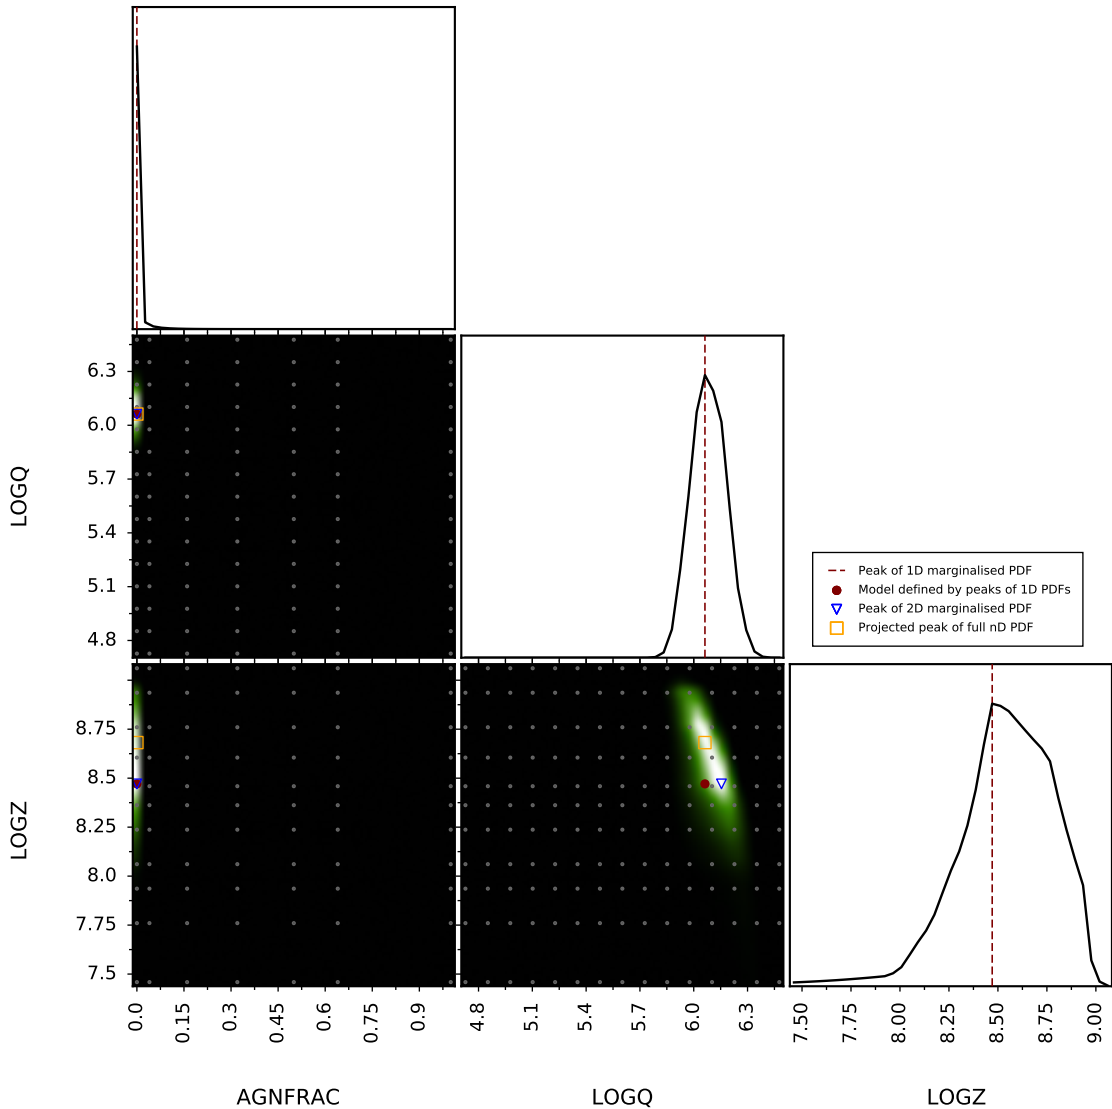 6.3
6.0
5.7
5.4
5.1
4.8
LOGQ
Peak of 1D marginalised PDF
Model defined by peaks of 1D PDFs
Peak of 2D marginalised PDF
Projected peak of full nD PDF
8.75
8.5
8.25
8.0
7.75
7.5
LOGZ
0.0 0.15 0.3 0.45 0.6 0.75 0.9
4.8 5.1 5.4 5.7 6.0 6.3
7.50 7.75 8.00 8.25 8.50 8.75 9.00
AGNFRAC LOGQ LOGZ